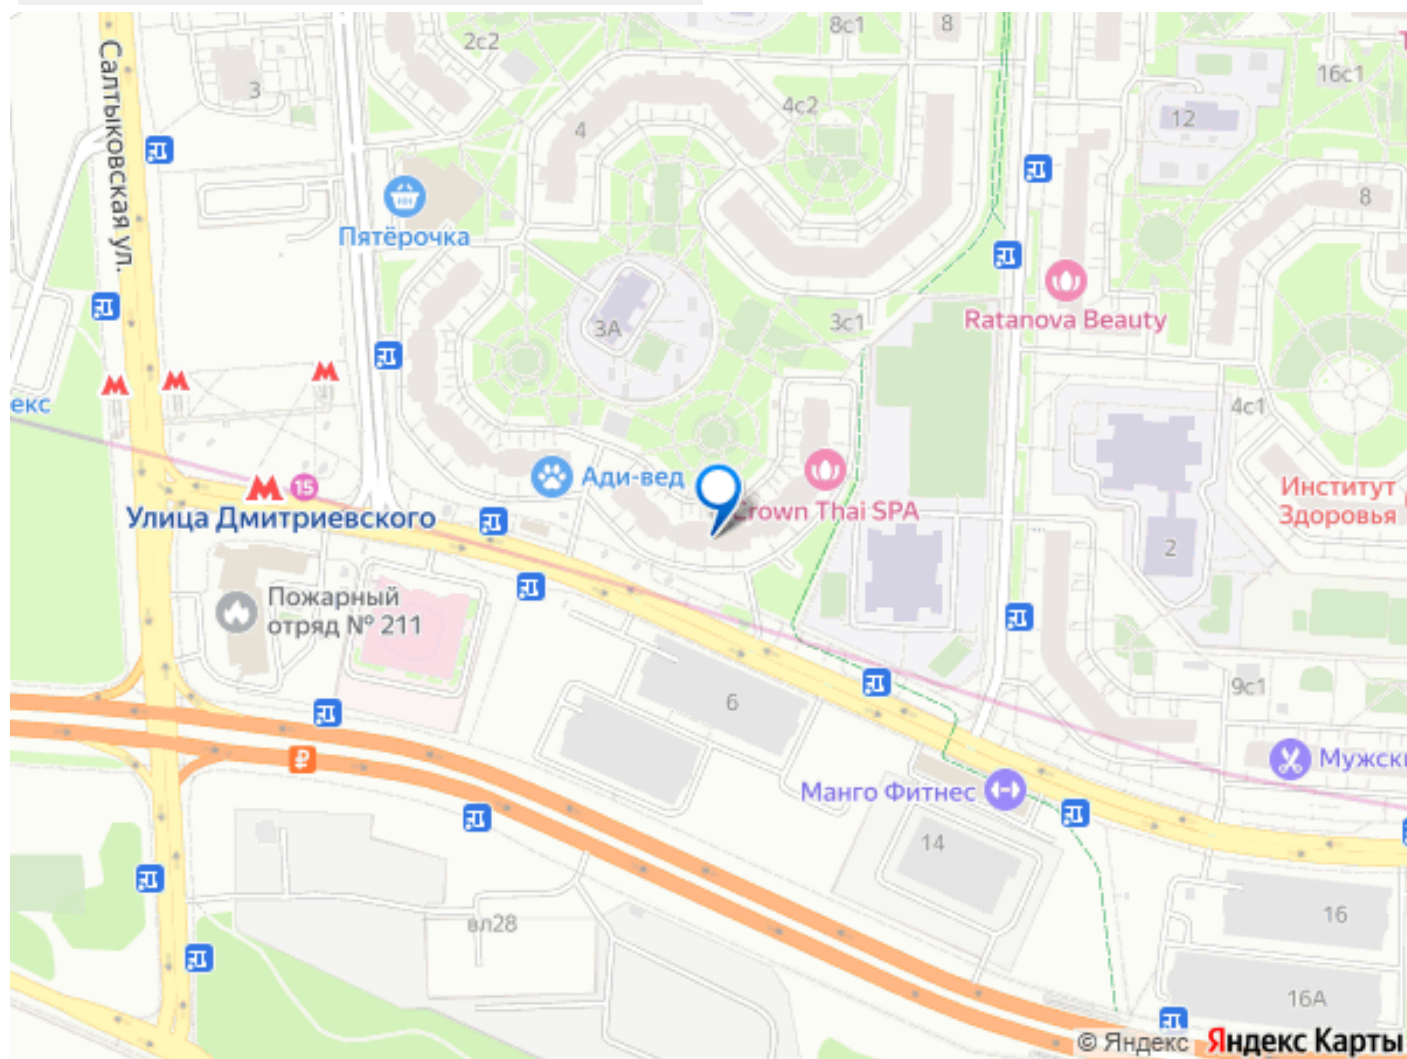 2с2
8с1
8
16с1
Салтыковская ул.
3
4с2
4
12
8
Пятёрочка
3А
3с1
Ratanova Beauty
екс
4с1
Ади-вед
Crown Thai SPA
15
Улица Дмитриевского
Институт
Здоровья
2
Пожарный
отряд № 211
6
9с1
Мужски
Манго Фитнес
14
вл28
16
16А
© Яндекс Яндекс Карты